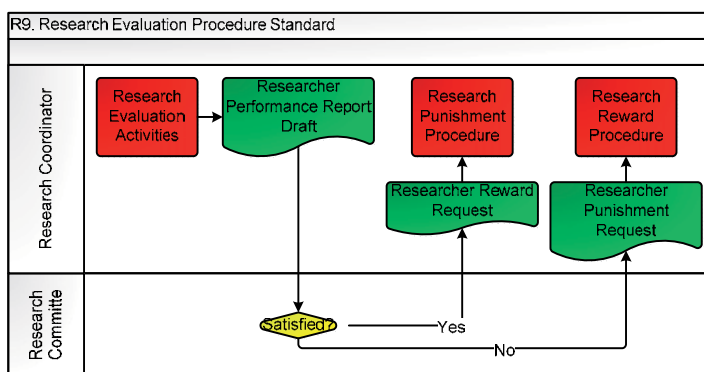 R9. Research Evaluation Procedure Standard
Research Coordinator
Research
Evaluation
Activities
Researcher
Performance Report
Draft
Research
Punishment
Procedure
Research
Reward
Procedure
Researcher Reward
Request
Researcher
Punishment
Request
Research
Committe
Satisfied?
Yes
No